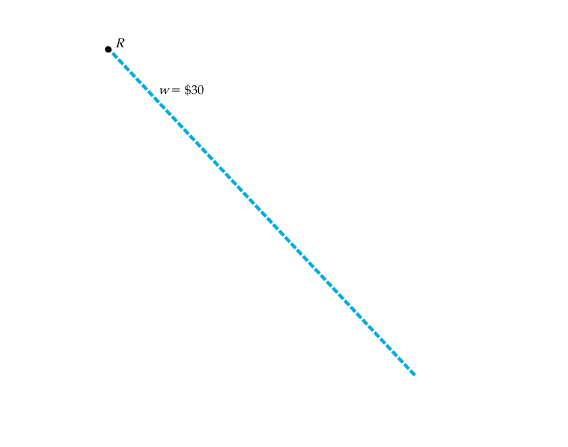 R
w = $30